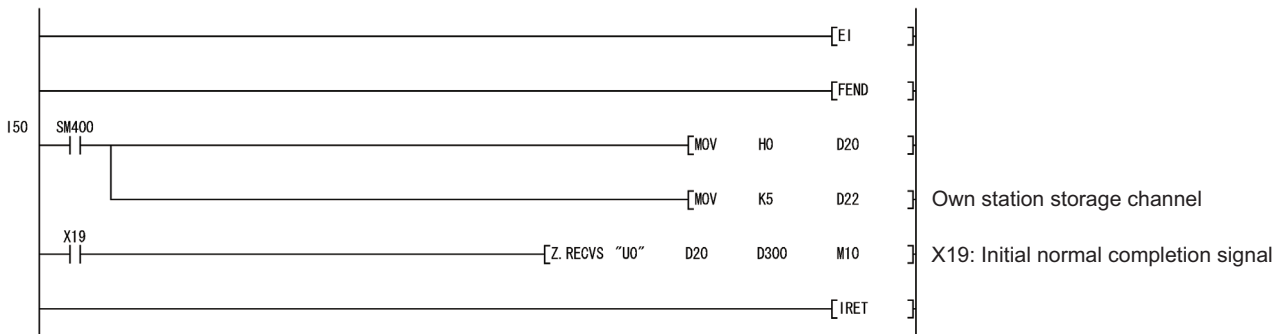 [EI ]
[FEND ]
I50 SM400 [MOV H0 D20 ]
[MOV K5 D22 ] Own station storage channel
X19 [Z.RECVS "U0" D20 D300 M10 ] X19: Initial normal completion signal
[IRET ]